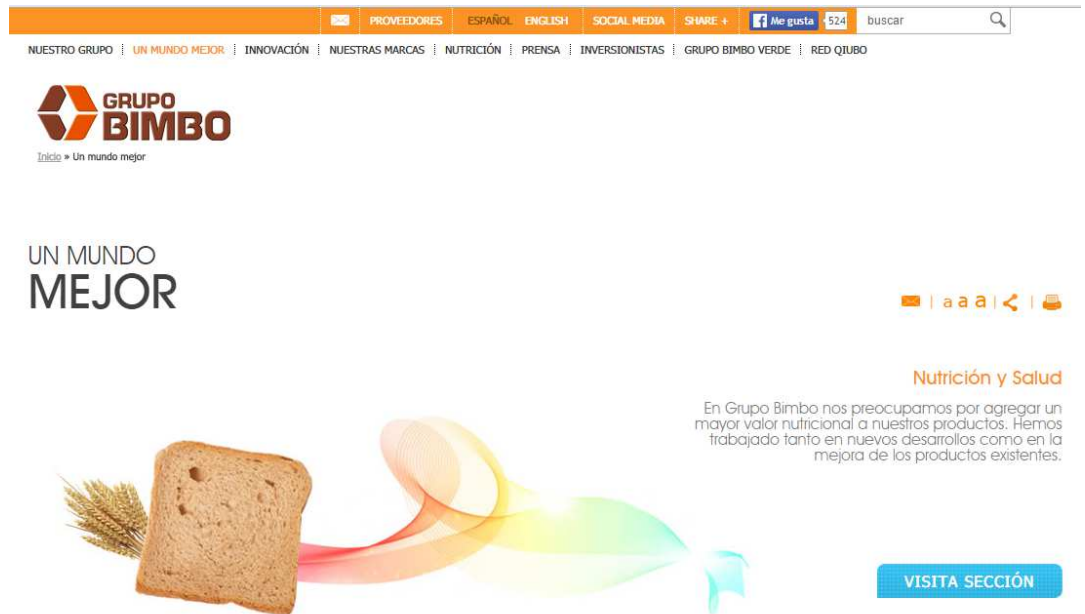 PROVEEDORES ESPAÑOL ENGLISH SOCIAL MEDIA SHARE + Me gusta 524 buscar
NUESTRO GRUPO UN MUNDO MEJOR INNOVACIÓN NUESTRAS MARCAS NUTRICIÓN PRENSA INVERSIONISTAS GRUPO BIMBO VERDE RED QIUBO
GRUPO
BIMBO
Inicio » Un mundo mejor
UN MUNDO
MEJOR
a a a
Nutrición y Salud
En Grupo Bimbo nos preocupamos por agregar un
mayor valor nutricional a nuestros productos. Hemos
trabajado tanto en nuevos desarrollos como en la
mejora de los productos existentes.
VISITA SECCIÓN